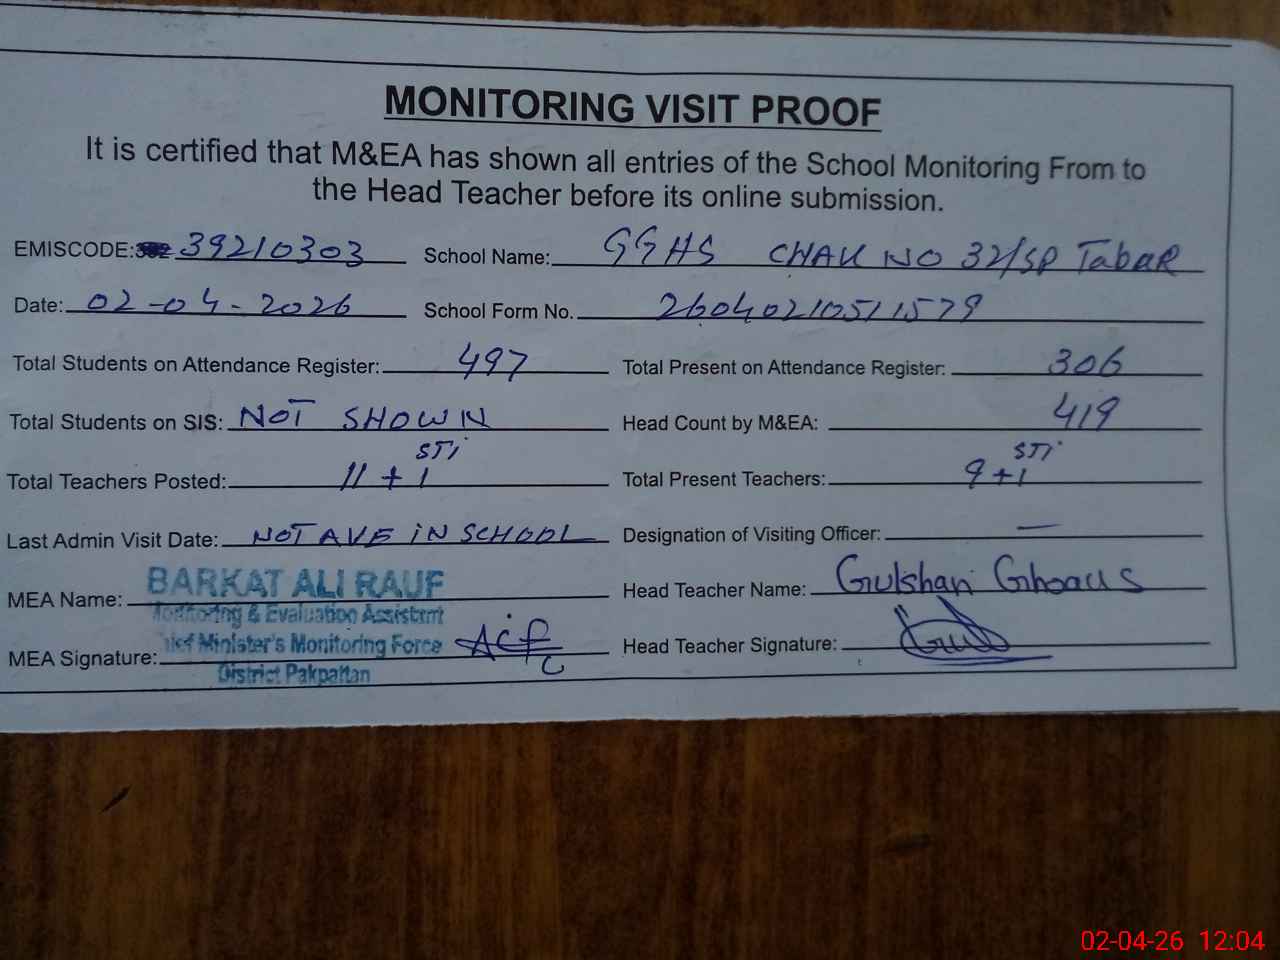 MONITORING VISIT PROOF
It is certified that M&EA has shown all entries of the School Monitoring From to
the Head Teacher before its online submission.
EMISCODE: 39210303 School Name: GGHS CHAK NO 32/SP TabaR
Date: 02-04-2026 School Form No. 26040210511579
Total Students on Attendance Register: 497 Total Present on Attendance Register: 306
Total Students on SIS: NOT SHOWN Head Count by M&EA: 419
Total Teachers Posted: 11 + 1 STi Total Present Teachers: 9 + 1 STi
Last Admin Visit Date: NOT AVE IN SCHOOL Designation of Visiting Officer: —
MEA Name: BARKAT ALI RAUF Head Teacher Name: Gulshan Ghoaus
Monitoring & Evaluation Assistant
Chief Minister's Monitoring Force
MEA Signature: Head Teacher Signature:
District Pakpattan
02-04-26 12:04